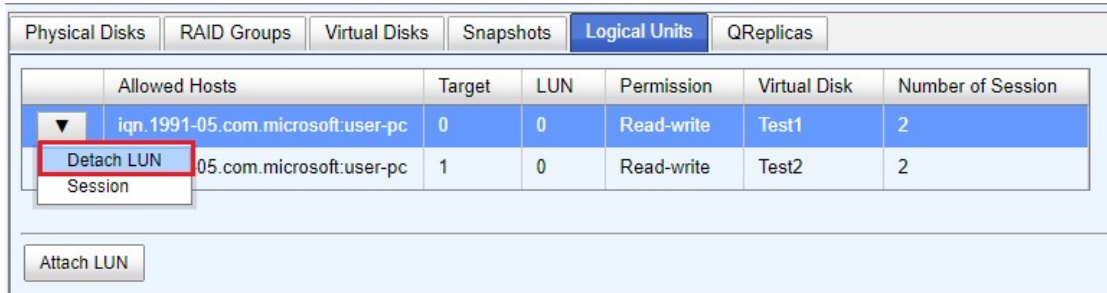 Physical Disks RAID Groups Virtual Disks Snapshots Logical Units QReplicas
Allowed Hosts Target LUN Permission Virtual Disk Number of Session
▼ iqn.1991-05.com.microsoft:user-pc 0 0 Read-write Test1 2
Detach LUN -05.com.microsoft:user-pc 1 0 Read-write Test2 2
Session
Attach LUN